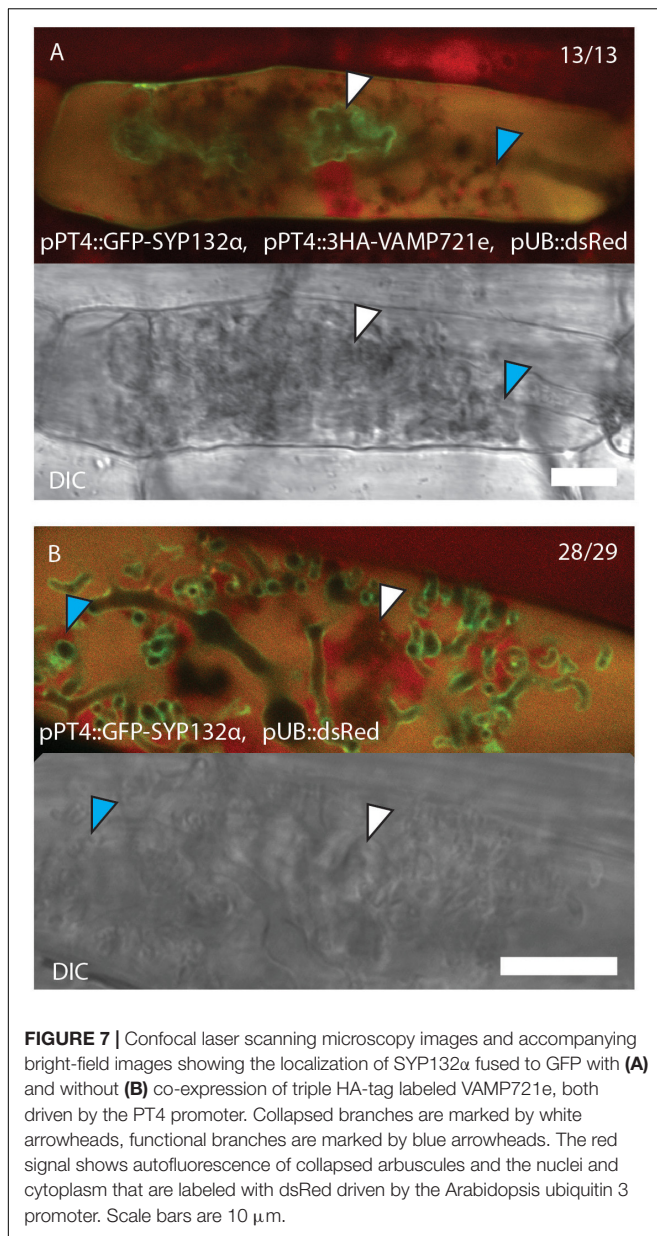 A
13/13
pPT4::GFP-SYP132α, pPT4::3HA-VAMP721e, pUB::dsRed
DIC
B
28/29
pPT4::GFP-SYP132α, pUB::dsRed
DIC
FIGURE 7 | Confocal laser scanning microscopy images and accompanying
bright-field images showing the localization of SYP132α fused to GFP with (A)
and without (B) co-expression of triple HA-tag labeled VAMP721e, both
driven by the PT4 promoter. Collapsed branches are marked by white
arrowheads, functional branches are marked by blue arrowheads. The red
signal shows autofluorescence of collapsed arbuscules and the nuclei and
cytoplasm that are labeled with dsRed driven by the Arabidopsis ubiquitin 3
promoter. Scale bars are 10 μm.